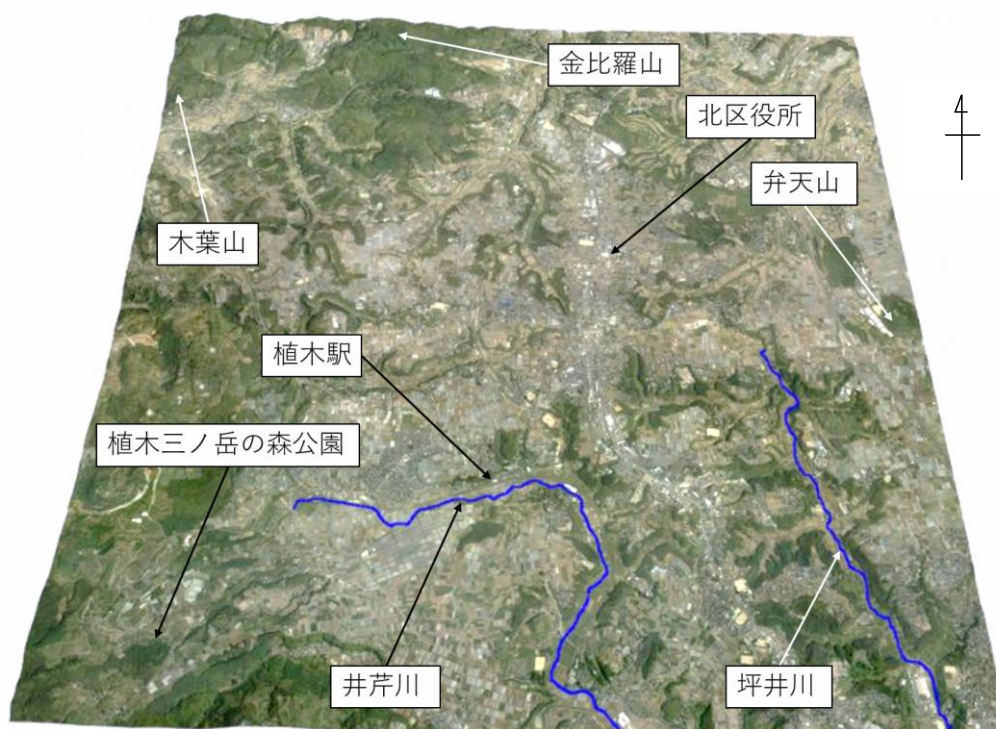 金比羅山
北区役所
弁天山
木葉山
植木駅
植木三ノ岳の森公園
井芹川
坪井川